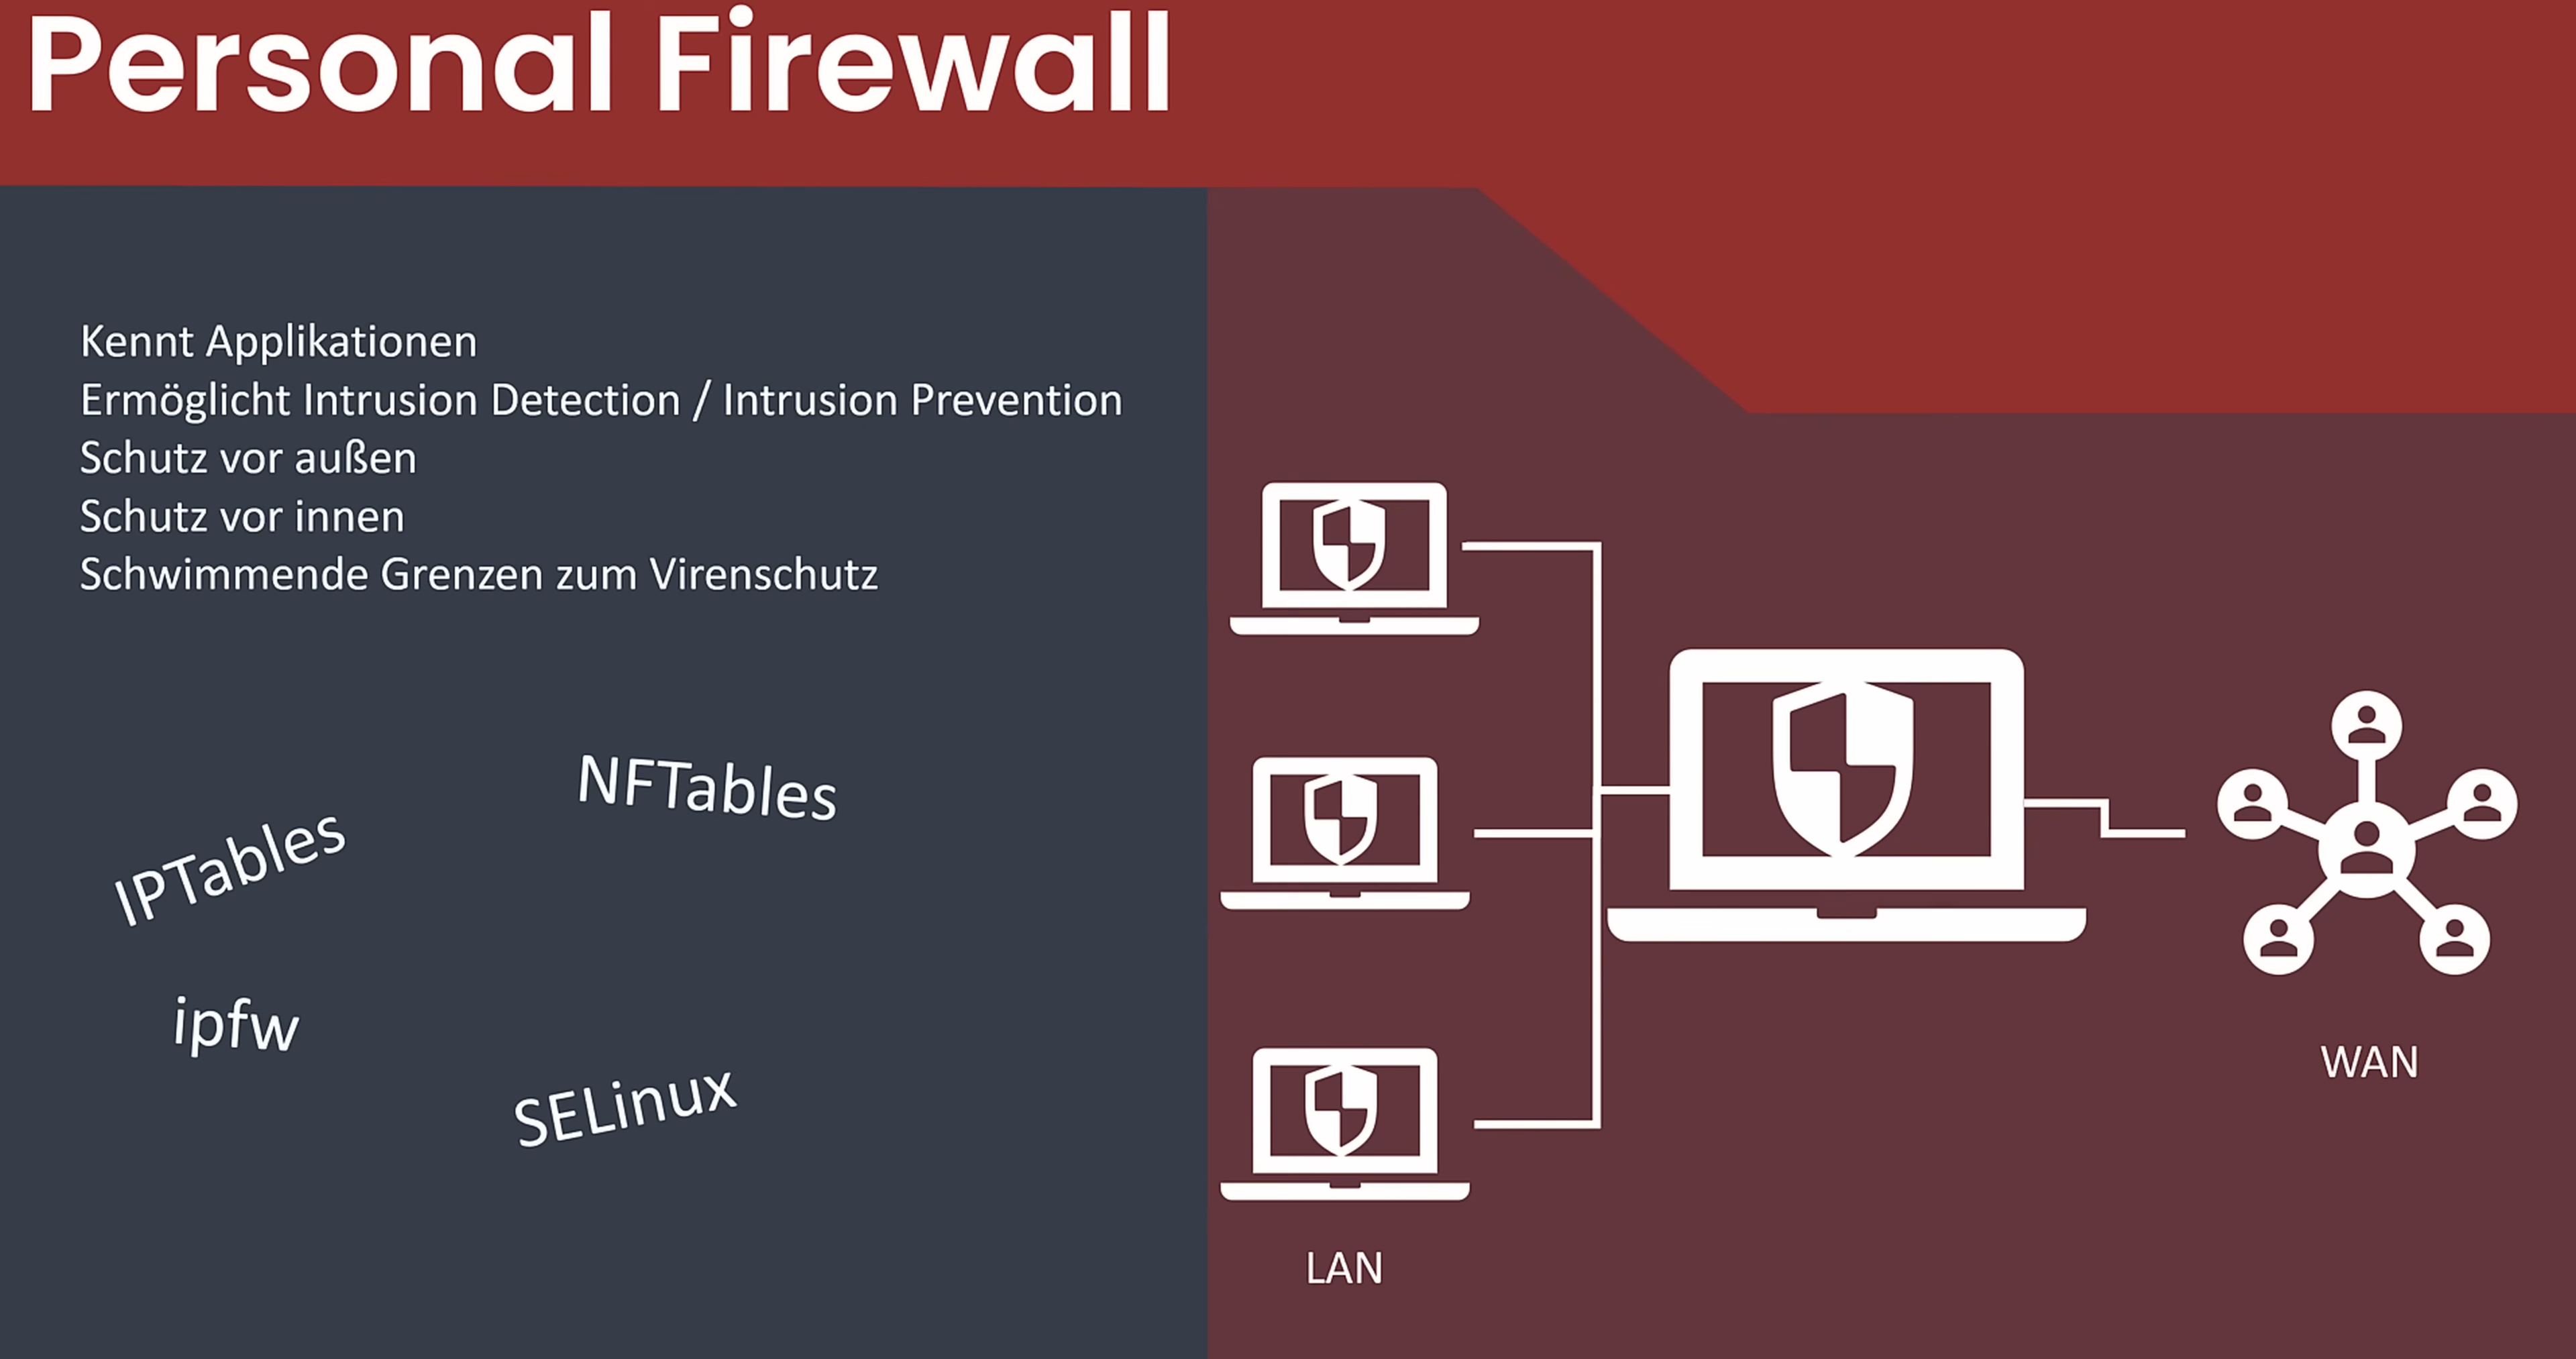 Personal Firewall
Kennt Applikationen
Ermöglicht Intrusion Detection / Intrusion Prevention
Schutz vor außen
Schutz vor innen
Schwimmende Grenzen zum Virenschutz
NFTables
IPTables
ipfw
SELinux
LAN
WAN